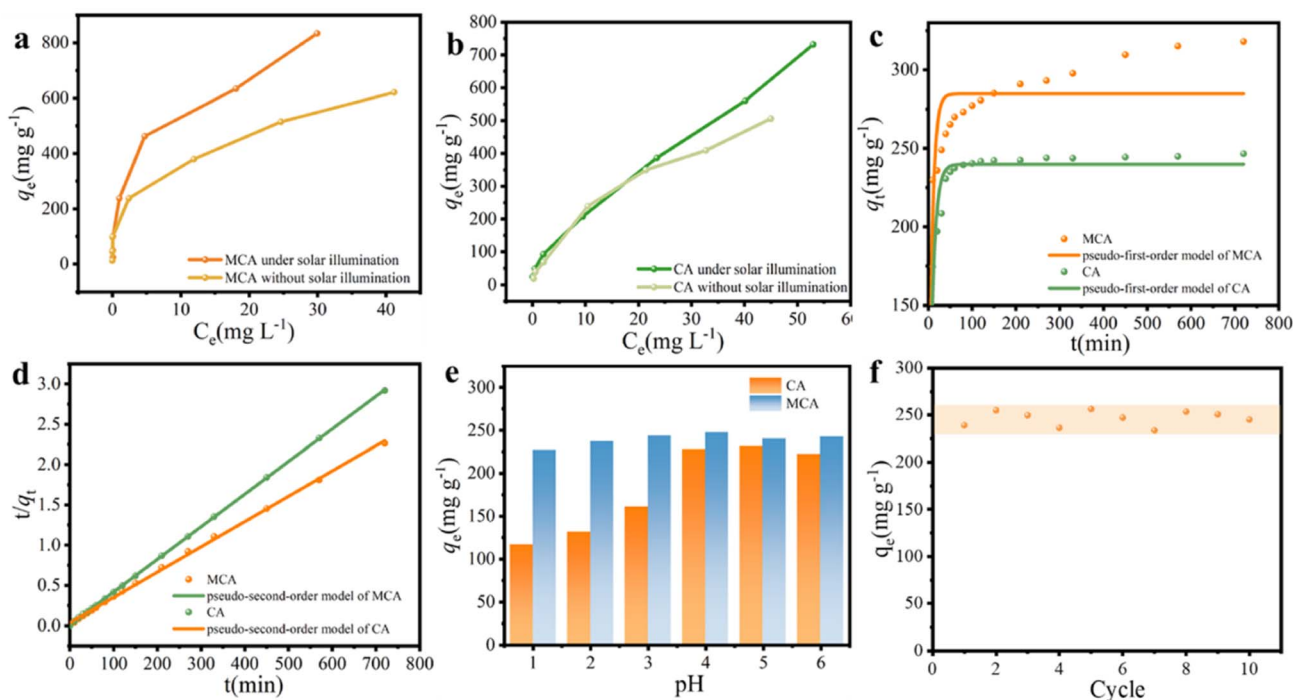 a
qe(mg g-1)
800
600
400
200
0
MCA under solar illumination
MCA without solar illumination
0 10 20 30 40
Ce(mg L-1)
b
qe(mg g-1)
800
700
600
500
400
300
200
100
0
CA under solar illumination
CA without solar illumination
0 10 20 30 40 50 60
Ce(mg L-1)
c
qt(mg g-1)
300
250
200
150
MCA
pseudo-first-order model of MCA
CA
pseudo-first-order model of CA
0 100 200 300 400 500 600 700 800
t(min)
d
t/qt
3.0
2.5
2.0
1.5
1.0
0.5
0.0
MCA
pseudo-second-order model of MCA
CA
pseudo-second-order model of CA
0 100 200 300 400 500 600 700 800
t(min)
e
qe(mg g-1)
300
250
200
150
100
50
0
CA
MCA
1 2 3 4 5 6
pH
f
qe(mg g-1)
300
250
200
150
100
50
0
0 2 4 6 8 10
Cycle